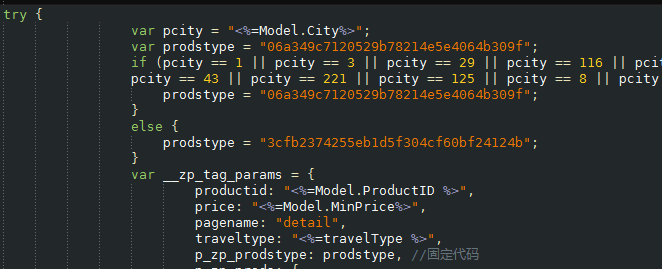 try {
var pcity = "<%=Model.City%>";
var prodstype = "06a349c7120529b78214e5e4064b309f";
if (pcity == 1 || pcity == 3 || pcity == 29 || pcity == 116 || pcit
pcity == 43 || pcity == 221 || pcity == 125 || pcity == 8 || pcity
prodstype = "06a349c7120529b78214e5e4064b309f";
}
else {
prodstype = "3cfb2374255eb1d5f304cf60bf24124b";
}
var __zp_tag_params = {
productid: "<%=Model.ProductID %>",
price: "<%=Model.MinPrice%>",
pagename: "detail",
traveltype: "<%=travelType %>",
p_zp_prodstype: prodstype, //固定代码